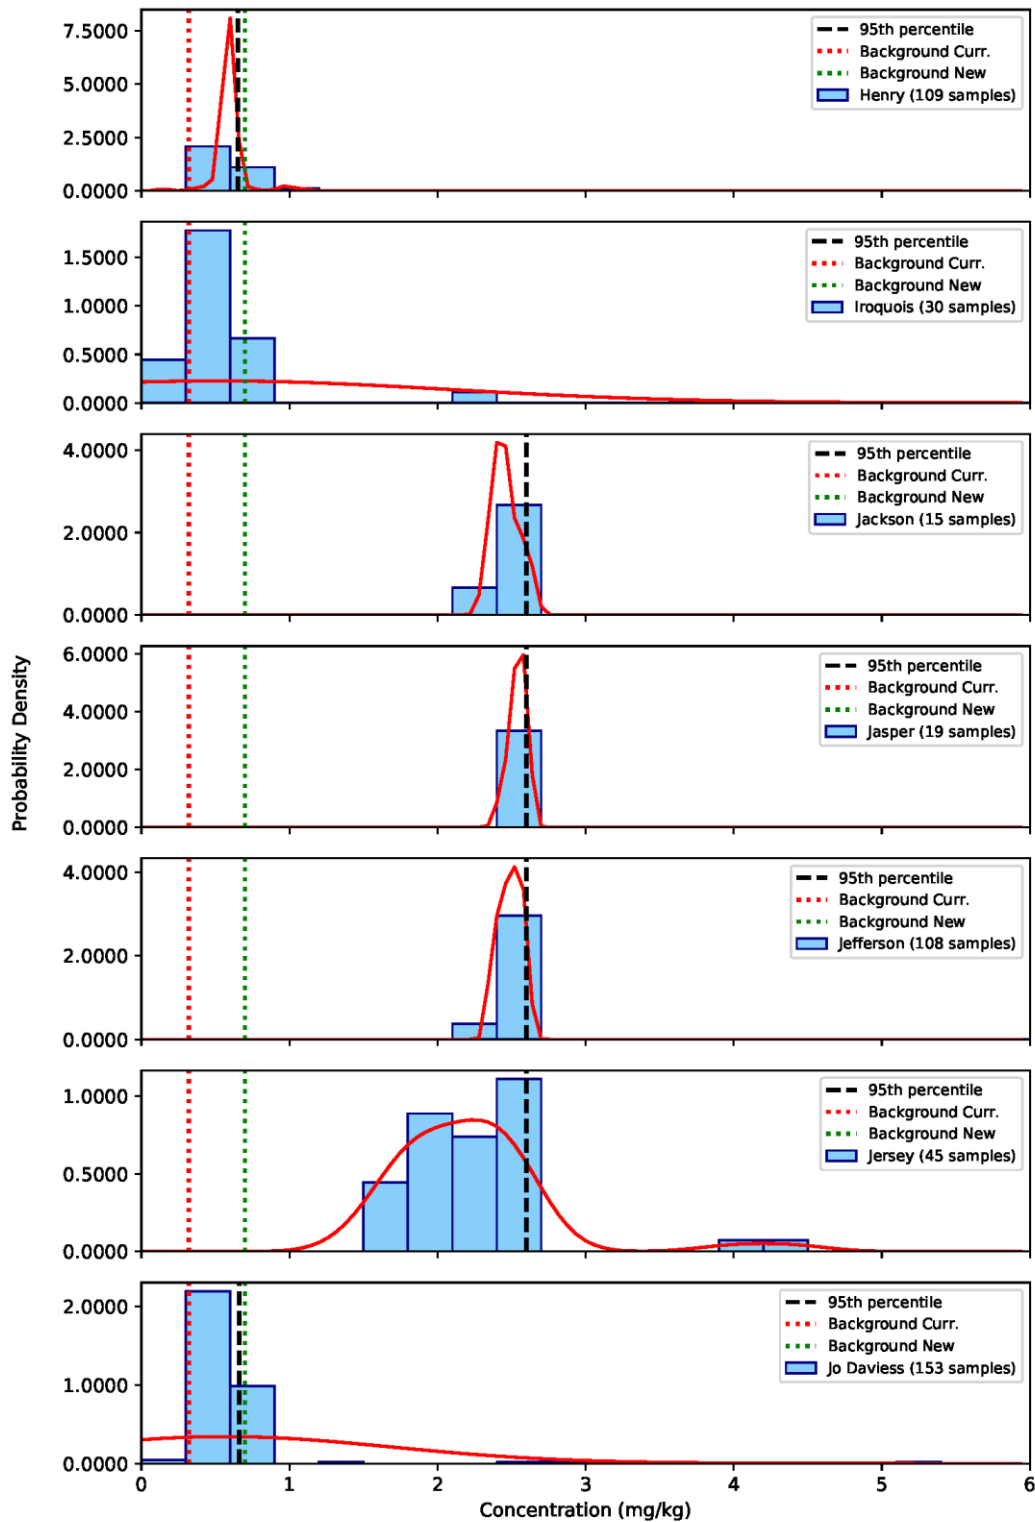 7.5000
5.0000
2.5000
0.0000
95th percentile
Background Curr.
Background New
Henry (109 samples)
1.5000
1.0000
0.5000
0.0000
95th percentile
Background Curr.
Background New
Iroquois (30 samples)
4.0000
2.0000
0.0000
95th percentile
Background Curr.
Background New
Jackson (15 samples)
Probability Density
6.0000
4.0000
2.0000
0.0000
95th percentile
Background Curr.
Background New
Jasper (19 samples)
4.0000
2.0000
0.0000
95th percentile
Background Curr.
Background New
Jefferson (108 samples)
1.0000
0.5000
0.0000
95th percentile
Background Curr.
Background New
Jersey (45 samples)
2.0000
1.0000
0.0000
95th percentile
Background Curr.
Background New
Jo Daviess (153 samples)
0 1 2 3 4 5 6
Concentration (mg/kg)